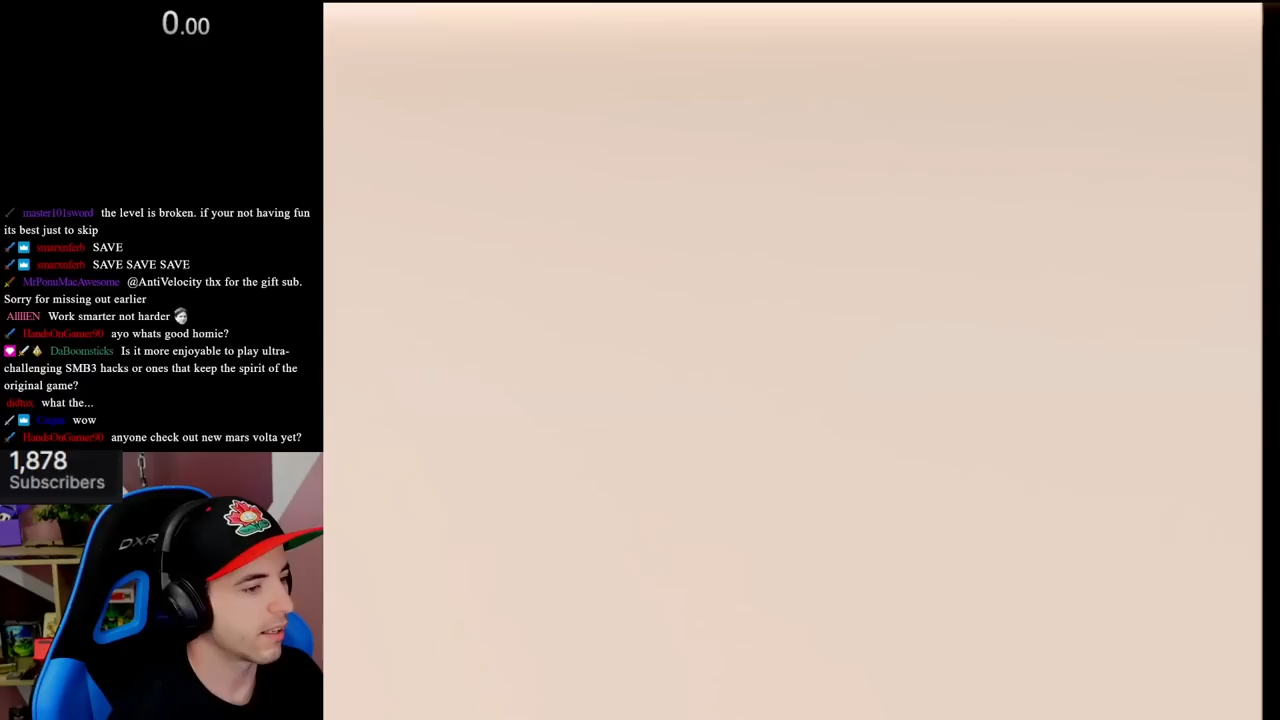 0.00
master101sword the level is broken. if your not having fun
its best just to skip
smarxnferb SAVE
smarxnferb SAVE SAVE SAVE
MrPonuMacAwesome @AntiVelocity thx for the gift sub.
Sorry for missing out earlier
AllllEN Work smarter not harder
HandsOnGamer90 ayo whats good homie?
DaBoomsticks Is it more enjoyable to play ultra-
challenging SMB3 hacks or ones that keep the spirit of the
original game?
didtux what the...
wow
HandsOnGamer90 anyone check out new mars volta yet?
1,878
Subscribers
DXR